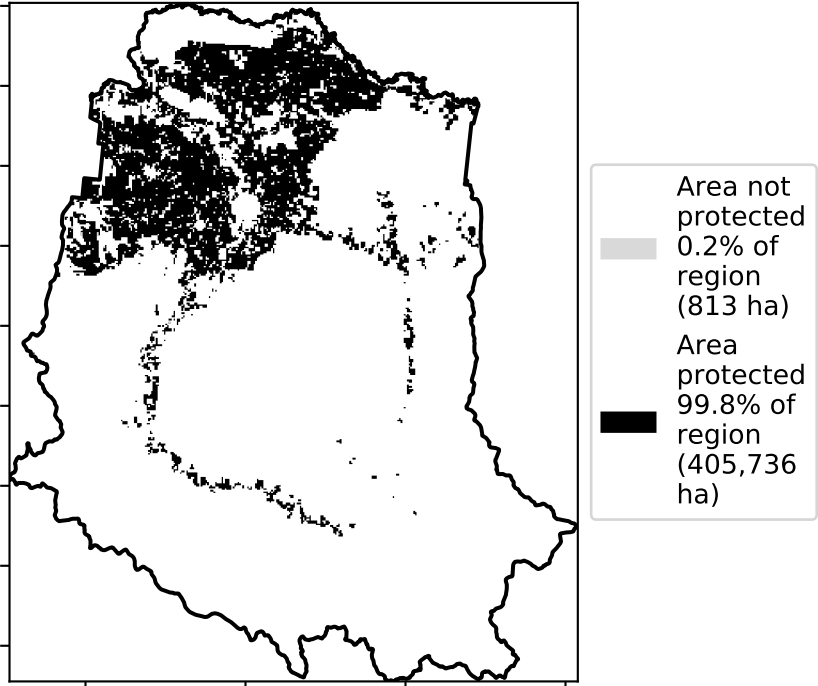 Area not
protected
0.2% of
region
(813 ha)
Area
protected
99.8% of
region
(405,736
ha)